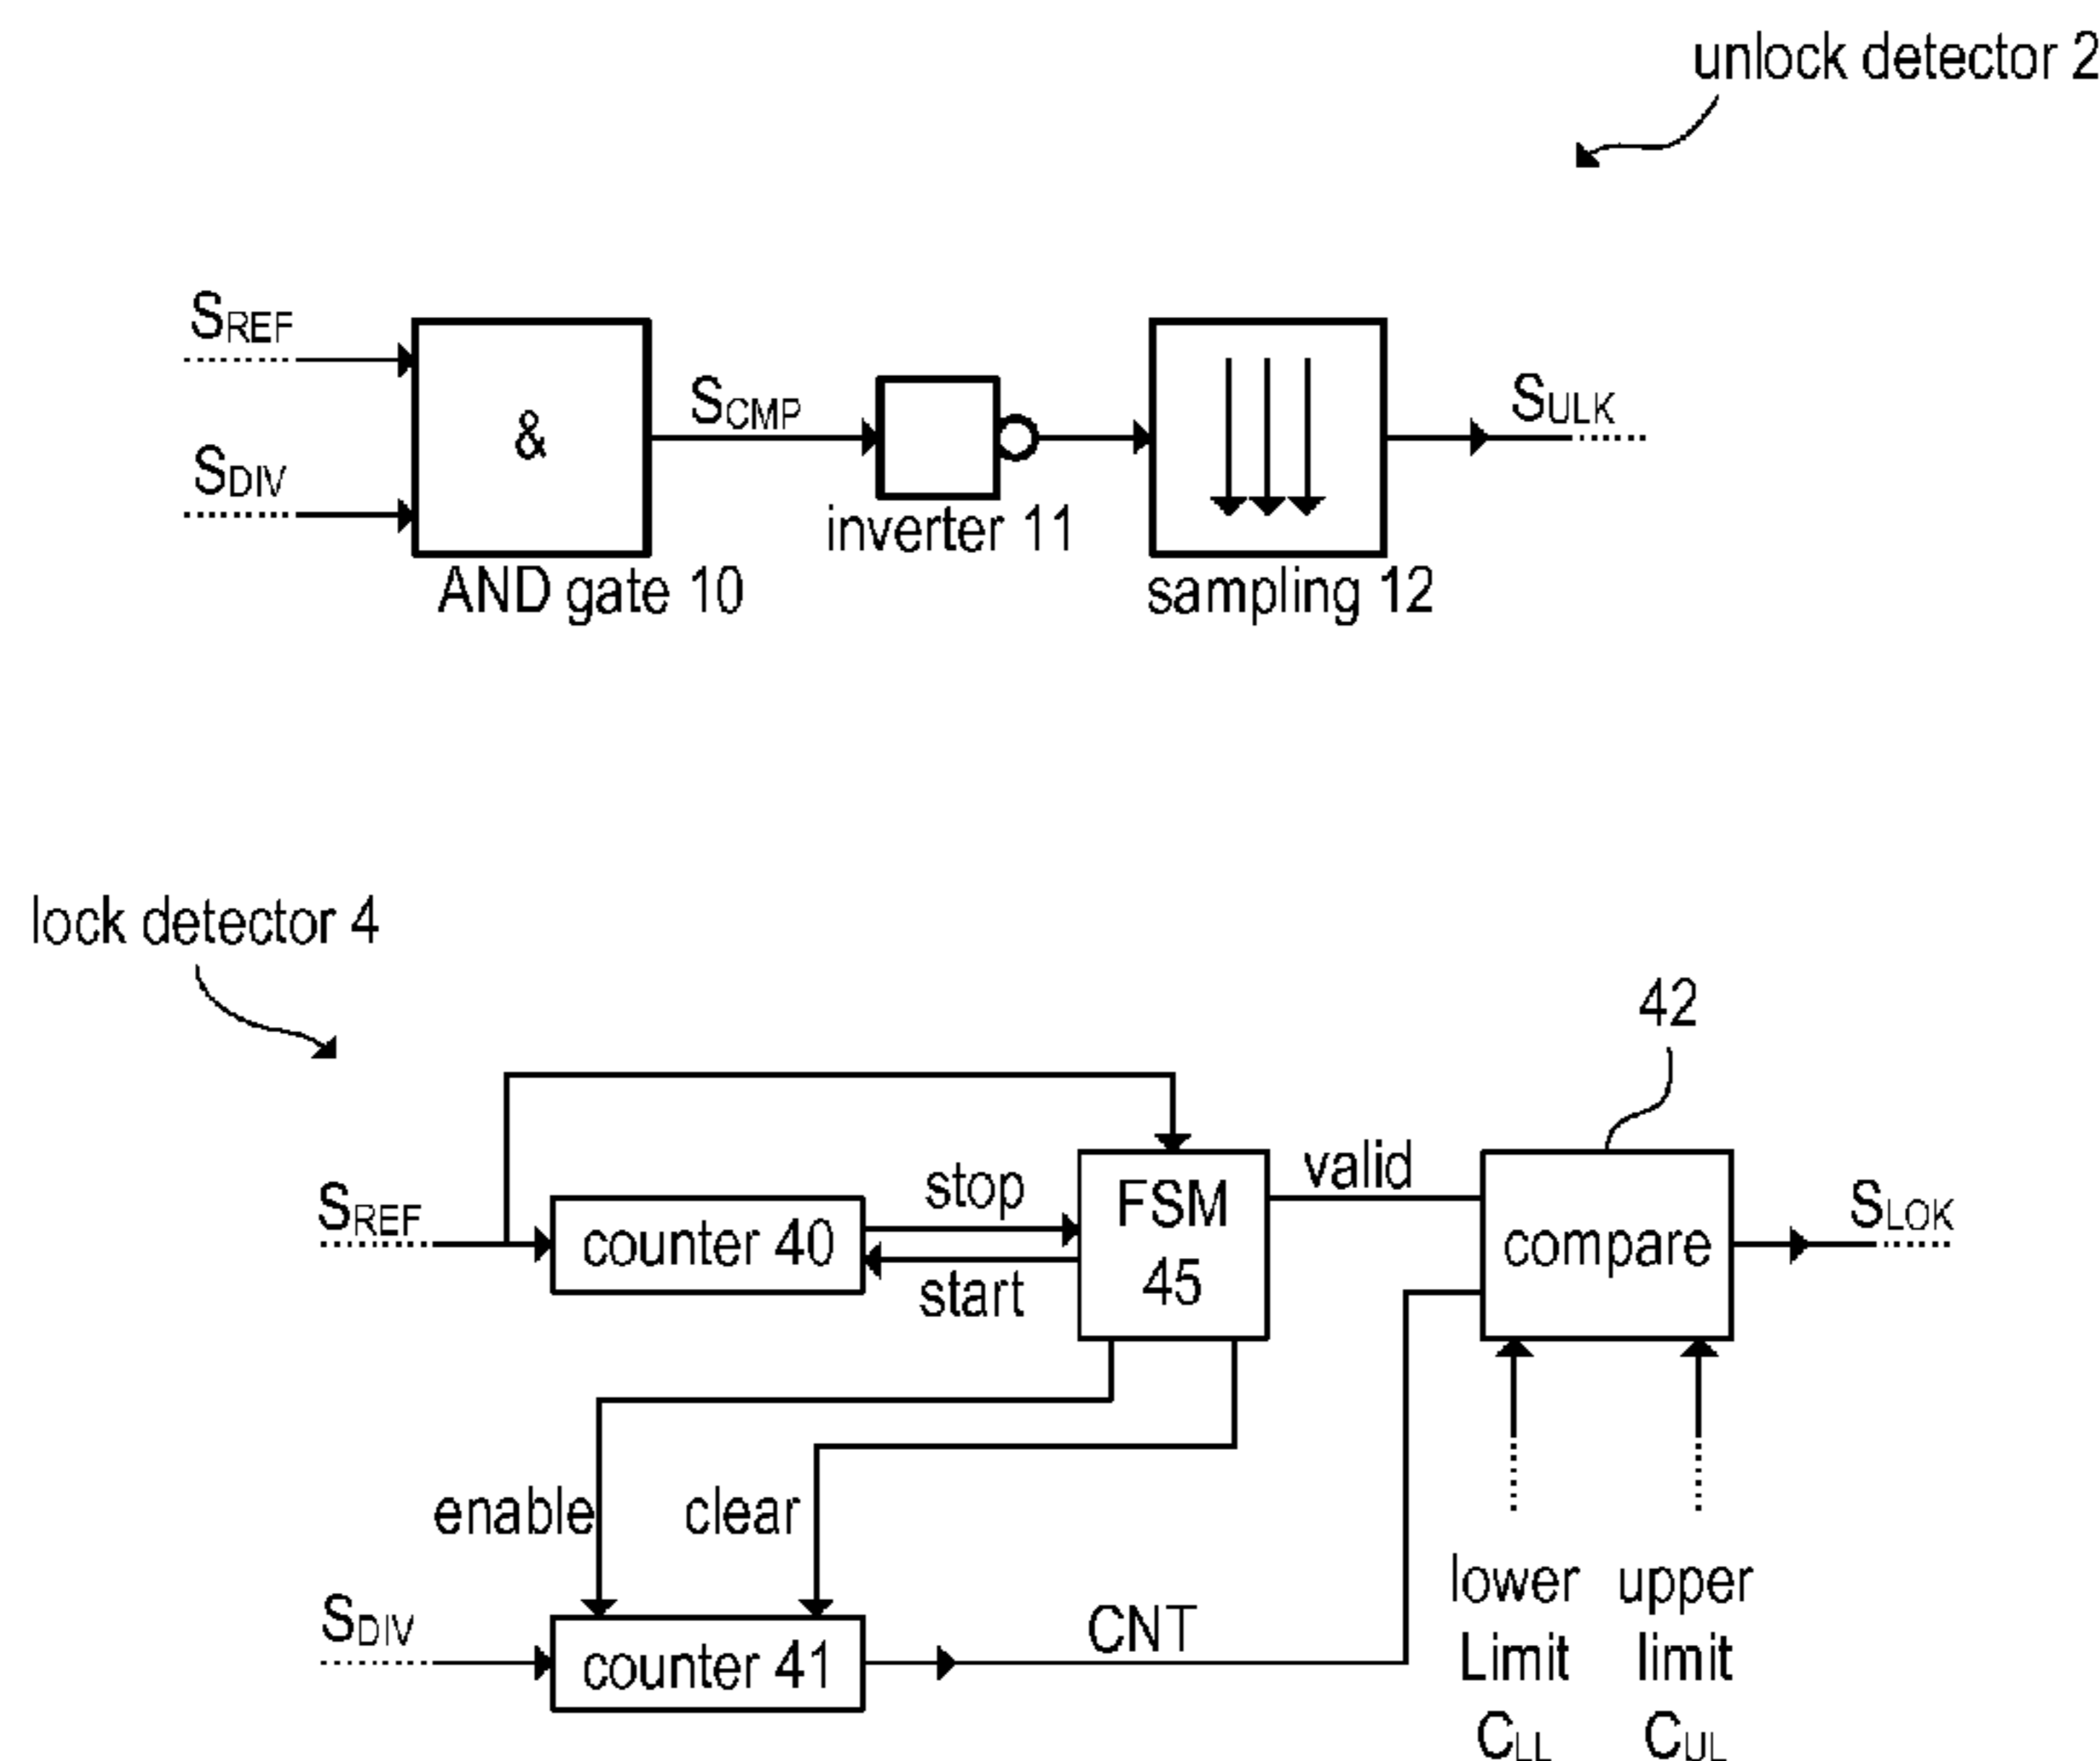 unlock detector 2
SREF
SDIV
&
SCMP
SULK
AND gate 10
inverter 11
sampling 12
lock detector 4
42
SREF
counter 40
stop
start
FSM
45
valid
compare
SLOK
enable
clear
SDIV
counter 41
CNT
lower
Limit
CLL
upper
limit
CUL